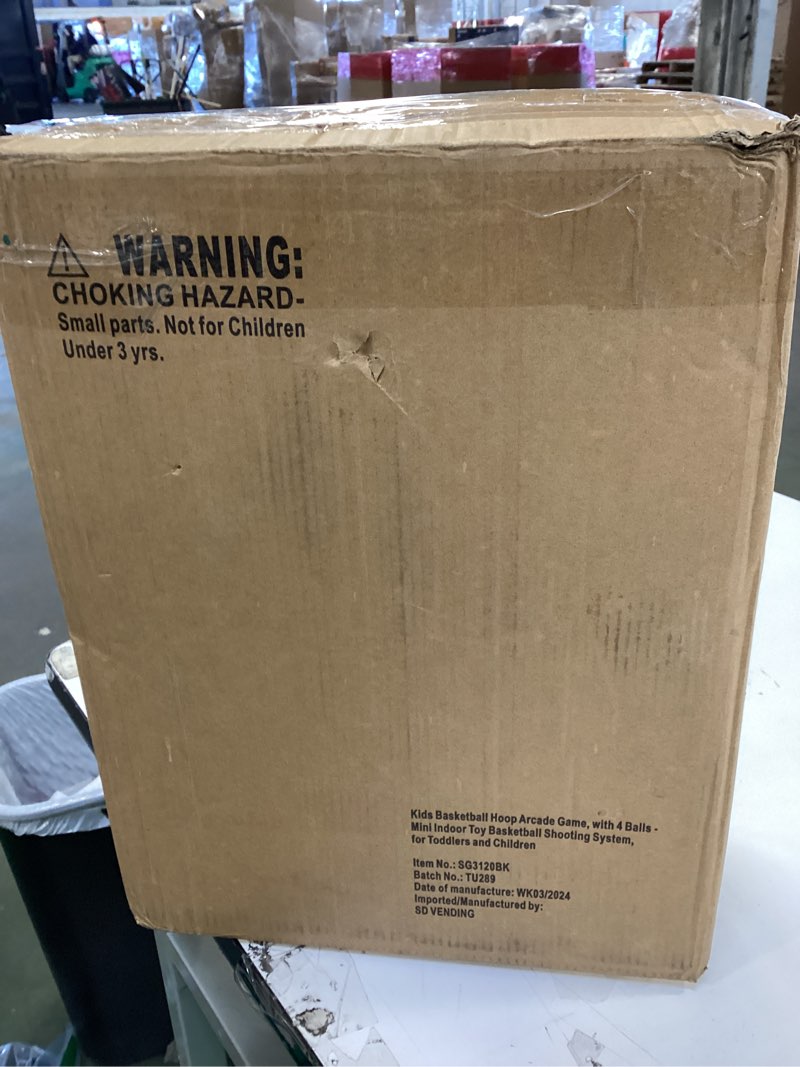 WARNING:
CHOKING HAZARD-
Small parts. Not for Children
Under 3 yrs.
Kids Basketball Hoop Arcade Game, with 4 Balls -
Mini Indoor Toy Basketball Shooting System,
for Toddlers and Children
Item No.: SG3120BK
Batch No.: TU289
Date of manufacture: WK03/2024
Imported/Manufactured by:
SD VENDING